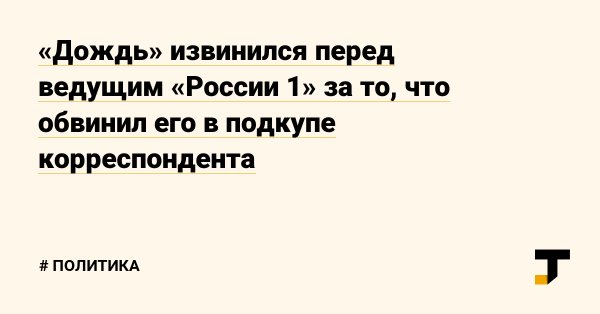 «Дождь» извинился перед
ведущим «России 1» за то, что
обвинил его в подкупе
корреспондента
# ПОЛИТИКА